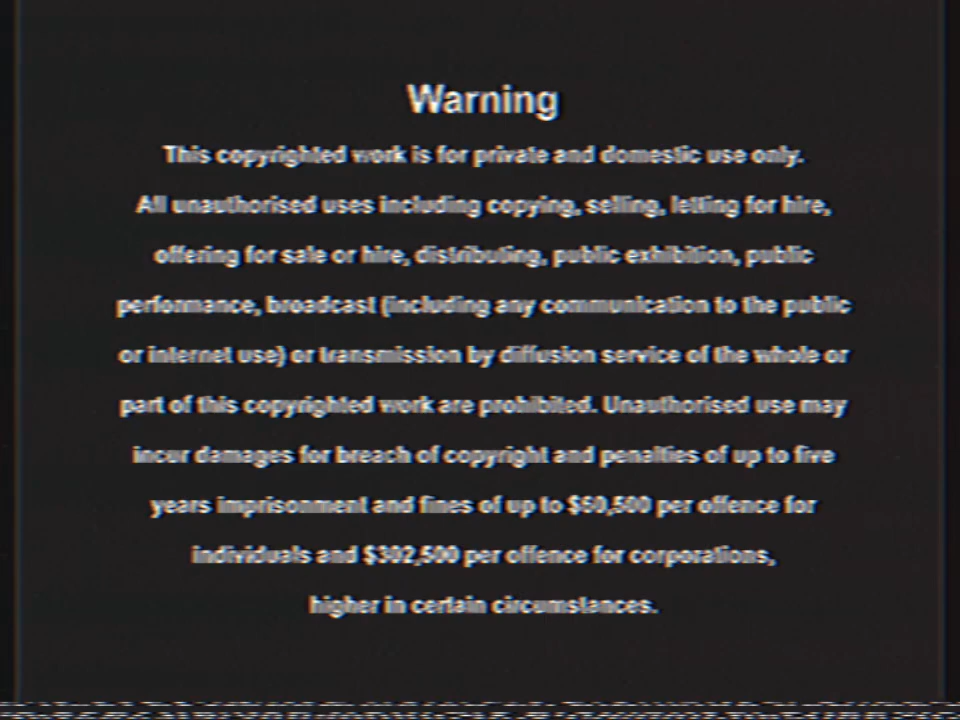 Warning
This copyrighted work is for private and domestic use only.
All unauthorised uses including copying, selling, letting for hire,
offering for sale or hire, distributing, public exhibition, public
performance, broadcast (including any communication to the public
or internet use) or transmission by diffusion service of the whole or
part of this copyrighted work are prohibited. Unauthorised use may
incur damages for breach of copyright and penalties of up to five
years imprisonment and fines of up to $60,500 per offence for
individuals and $302,500 per offence for corporations,
higher in certain circumstances.